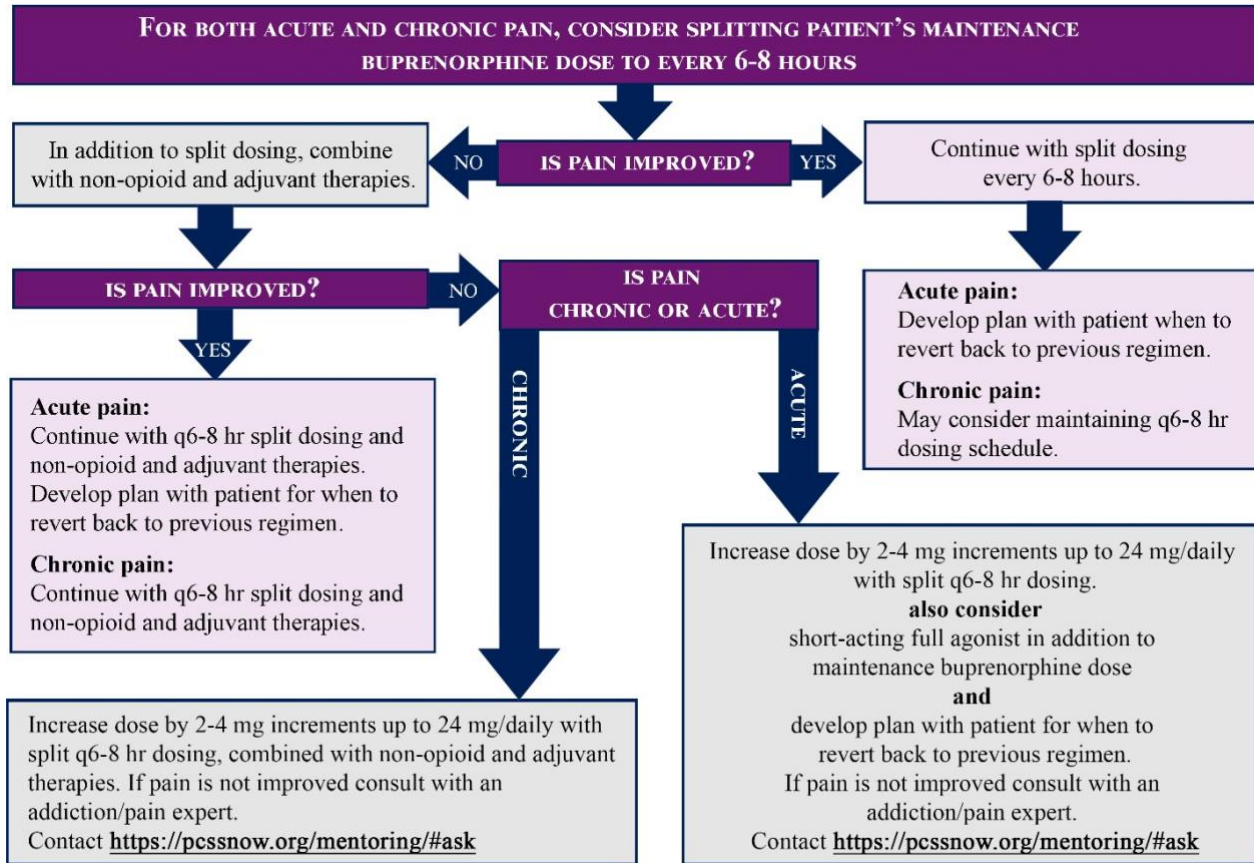 FOR BOTH ACUTE AND CHRONIC PAIN, CONSIDER SPLITTING PATIENT'S MAINTENANCE
BUPRENORPHINE DOSE TO EVERY 6-8 HOURS
In addition to split dosing, combine
with non-opioid and adjuvant therapies.
NO
IS PAIN IMPROVED?
YES
Continue with split dosing
every 6-8 hours.
IS PAIN IMPROVED?
NO
IS PAIN
CHRONIC OR ACUTE?
YES
CHRONIC
ACUTE
Acute pain:
Develop plan with patient when to
revert back to previous regimen.
Chronic pain:
May consider maintaining q6-8 hr
dosing schedule.
Acute pain:
Continue with q6-8 hr split dosing and
non-opioid and adjuvant therapies.
Develop plan with patient for when to
revert back to previous regimen.
Chronic pain:
Continue with q6-8 hr split dosing and
non-opioid and adjuvant therapies.
Increase dose by 2-4 mg increments up to 24 mg/daily
with split q6-8 hr dosing.
also consider
short-acting full agonist in addition to
maintenance buprenorphine dose
and
develop plan with patient for when to
revert back to previous regimen.
If pain is not improved consult with an
addiction/pain expert.
Contact https://pcssnow.org/mentoring/#ask
Increase dose by 2-4 mg increments up to 24 mg/daily with
split q6-8 hr dosing, combined with non-opioid and adjuvant
therapies. If pain is not improved consult with an
addiction/pain expert.
Contact https://pcssnow.org/mentoring/#ask